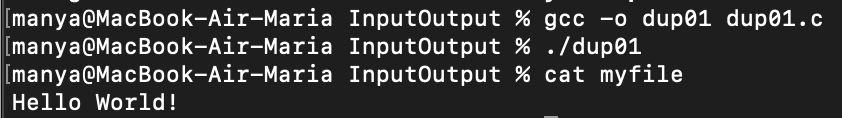 [manya@MacBook-Air-Maria InputOutput % gcc -o dup01 dup01.c
[manya@MacBook-Air-Maria InputOutput % ./dup01
[manya@MacBook-Air-Maria InputOutput % cat myfile
Hello World!